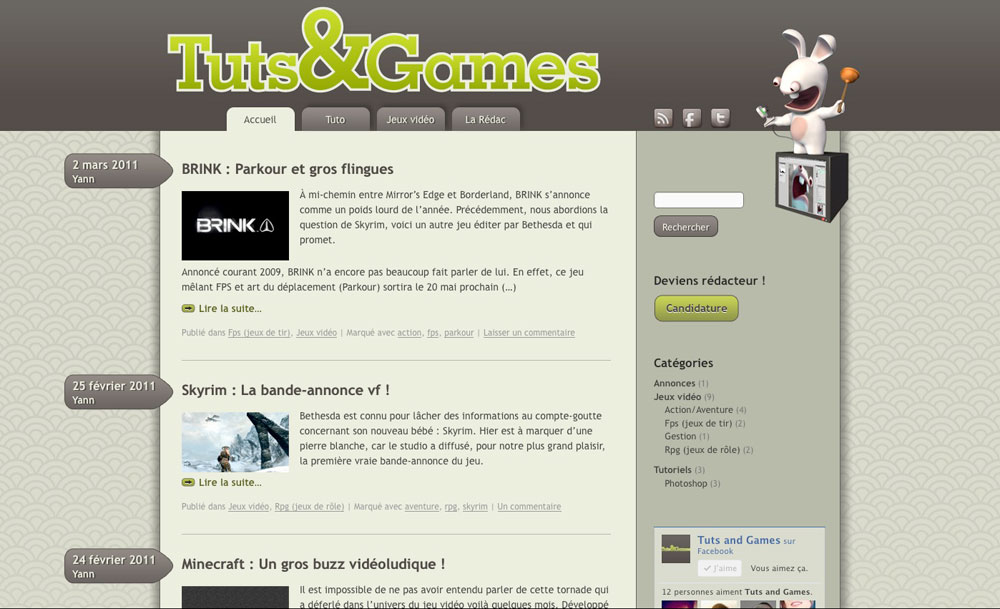 Tuts&Games
Accueil
Tuto
Jeux vidéo
La Rédac
2 mars 2011
Yann
BRINK : Parkour et gros flingues
BRINK
À mi-chemin entre Mirror's Edge et Borderland, BRINK s'annonce
comme un poids lourd de l'année. Précédemment, nous abordions la
question de Skyrim, voici un autre jeu éditer par Bethesda et qui
promet.
Annoncé courant 2009, BRINK n'a encore pas beaucoup fait parler de lui. En effet, ce jeu
mêlant FPS et art du déplacement (Parkour) sortira le 20 mai prochain (…)
Lire la suite…
Publié dans Fps (jeux de tir), Jeux vidéo | Marqué avec action, fps, parkour | Laisser un commentaire
25 février 2011
Yann
Skyrim : La bande-annonce vf !
Bethesda est connu pour lâcher des informations au compte-goutte
concernant son nouveau bébé : Skyrim. Hier est à marquer d'une
pierre blanche, car le studio a diffusé, pour notre plus grand plaisir,
la première vraie bande-annonce du jeu.
Lire la suite…
Publié dans Jeux vidéo, Rpg (jeux de rôle) | Marqué avec aventure, rpg, skyrim | Un commentaire
24 février 2011
Yann
Minecraft : Un gros buzz vidéoludique !
Il est impossible de ne pas avoir entendu parler de cette tornade qui
a déferlé dans l'univers du jeu vidéo voilà quelques mois. Développé
Rechercher
Deviens rédacteur !
Candidature
Catégories
Annonces (1)
Jeux vidéo (9)
Action/Aventure (4)
Fps (jeux de tir) (2)
Gestion (1)
Rpg (jeux de rôle) (2)
Tutoriels (3)
Photoshop (3)
Tuts and Games sur
Facebook
J'aime
Vous aimez ça.
12 personnes aiment Tuts and Games.